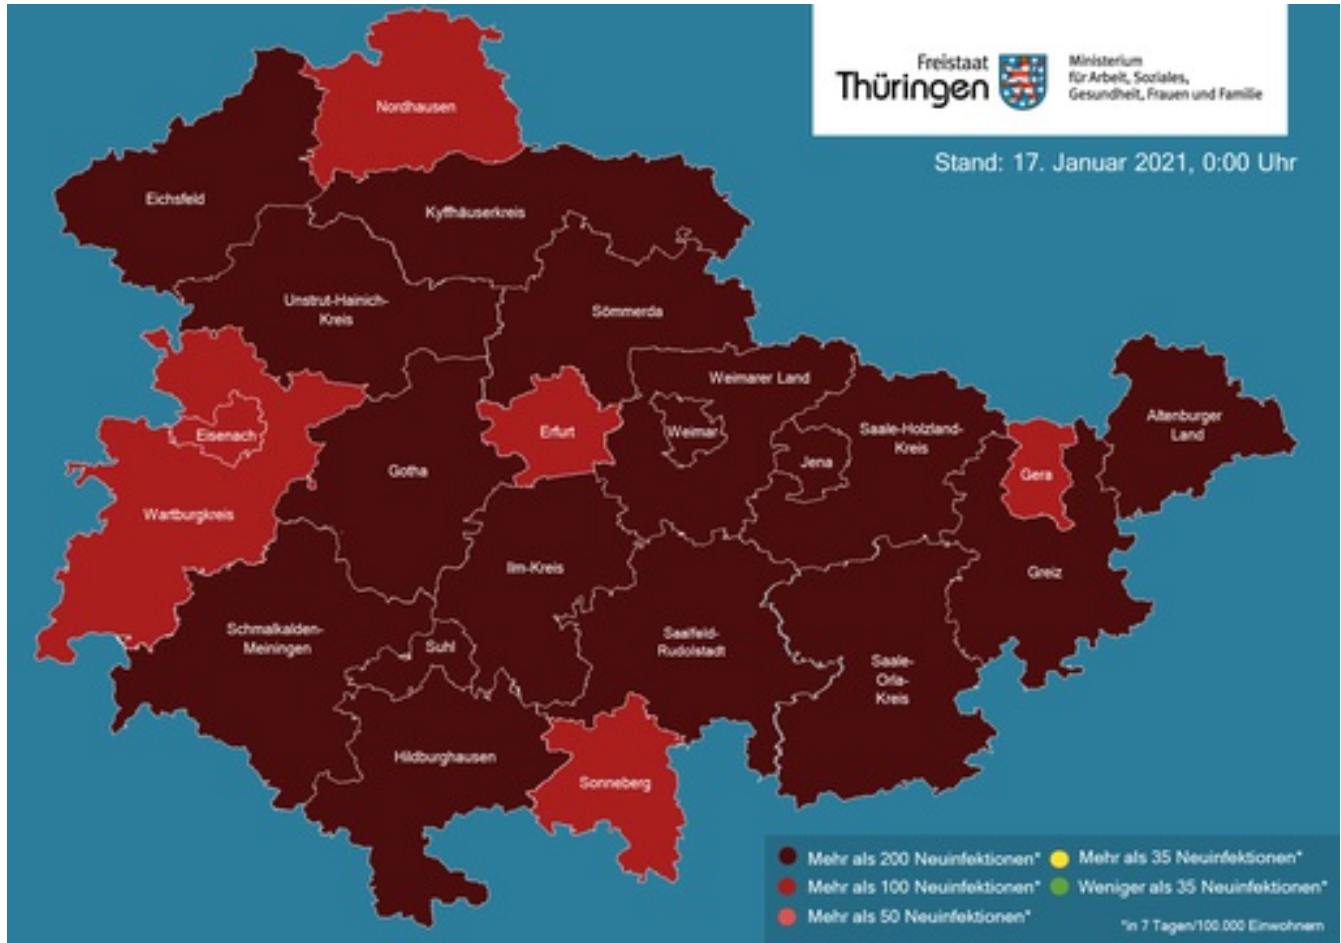 Freistaat
Thüringen
Ministerium
für Arbeit, Soziales,
Gesundheit, Frauen und Familie
Stand: 17. Januar 2021, 0:00 Uhr
Nordhausen
Eichsfeld
Kyffhäuserkreis
Unstrut-Hainich-
Kreis
Sömmerda
Weimarer Land
Altenburger
Land
Eisenach
Erfurt
Weimar
Saale-Holzland-
Kreis
Jena
Gotha
Gera
Wartburgkreis
Ilm-Kreis
Greiz
Schmalkalden-
Meiningen
Suhl
Saalfeld-
Rudolstadt
Saale-
Orla-
Kreis
Hildburghausen
Sonneberg
Mehr als 200 Neuinfektionen*
Mehr als 100 Neuinfektionen*
Mehr als 50 Neuinfektionen*
Mehr als 35 Neuinfektionen*
Weniger als 35 Neuinfektionen*
*in 7 Tagen/100.000 Einwohnern